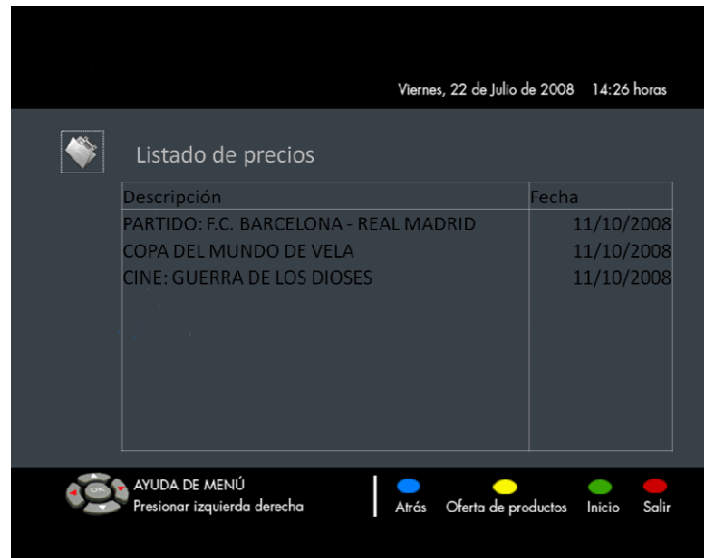 Viernes, 22 de Julio de 2008 14:26 horas
Listado de precios
Descripción Fecha
PARTIDO: F.C. BARCELONA - REAL MADRID 11/10/2008
COPA DEL MUNDO DE VELA 11/10/2008
CINE: GUERRA DE LOS DIOSES 11/10/2008
OK AYUDA DE MENÚ
Presionar izquierda derecha
Atrás Oferta de productos Inicio Salir